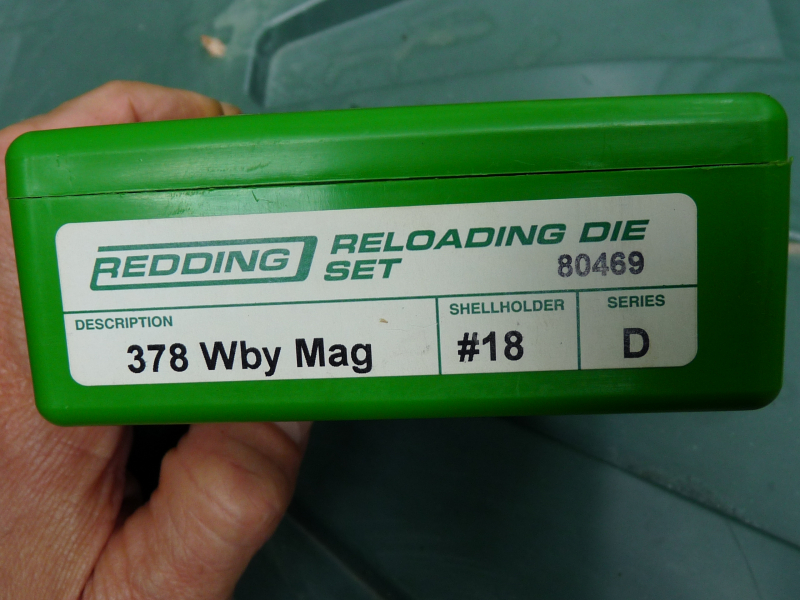 REDDING
RELOADING DIE
SET
80469
DESCRIPTION
378 Wby Mag
SHELLHOLDER
#18
SERIES
D